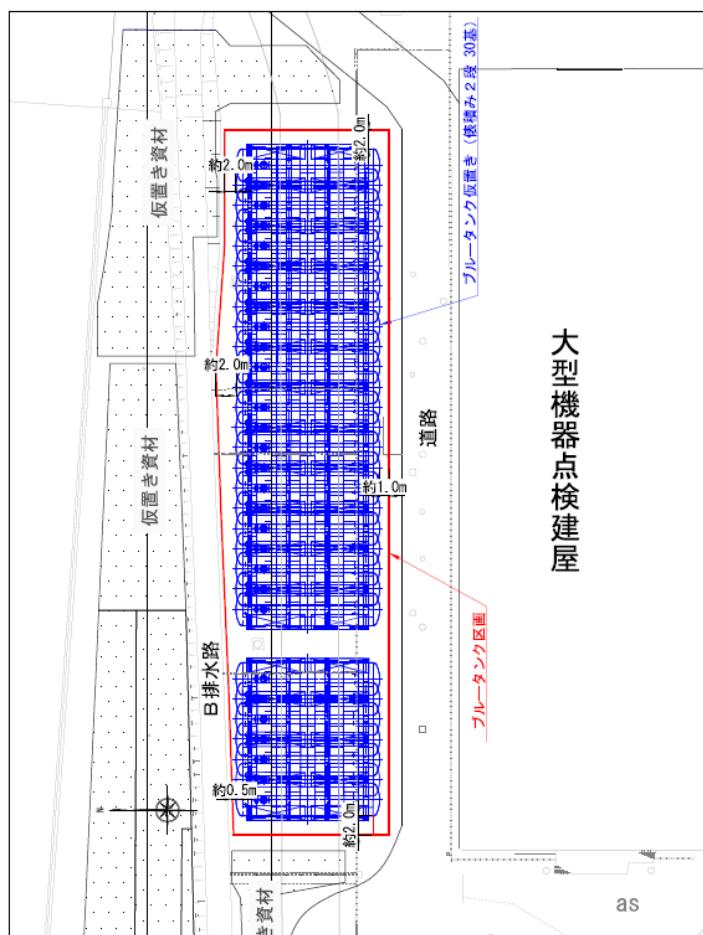 約2.0m
ブルータンク仮置き（俵積み２段 30基）
仮置き資材
約2.0m
大型機器点検建屋
約2.0m
道路
仮置き資材
約1.0m
ブルータンク区画
B排水路
約0.5m
約2.0m
N
き資材
as